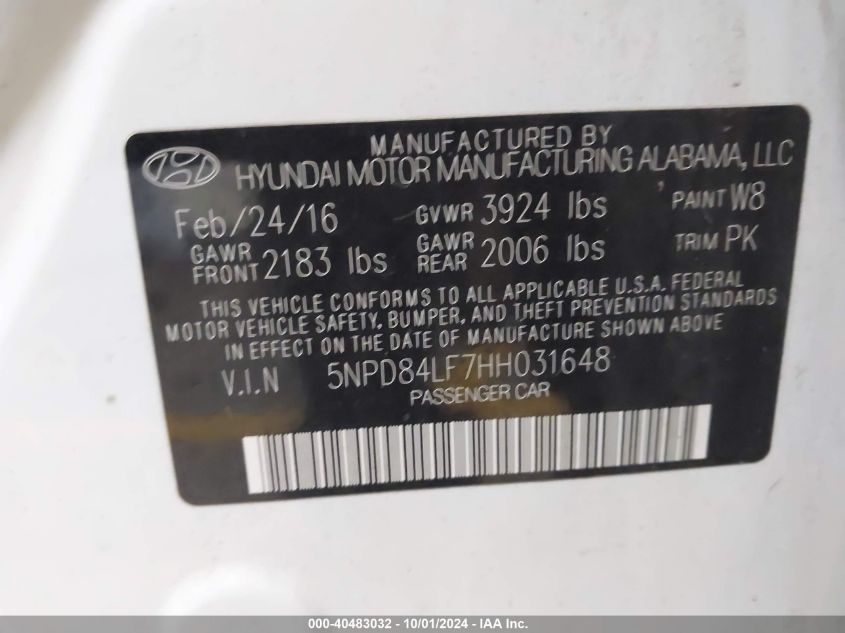 MANUFACTURED BY
HYUNDAI MOTOR MANUFACTURING ALABAMA, LLC
Feb/24/16 GVWR 3924 lbs PAINT W8
GAWR FRONT 2183 lbs GAWR REAR 2006 lbs TRIM PK
THIS VEHICLE CONFORMS TO ALL APPLICABLE U.S.A. FEDERAL
MOTOR VEHICLE SAFETY, BUMPER, AND THEFT PREVENTION STANDARDS
IN EFFECT ON THE DATE OF MANUFACTURE SHOWN ABOVE
V.I.N 5NPD84LF7HH031648
PASSENGER CAR
000-40483032 - 10/01/2024 - IAA Inc.